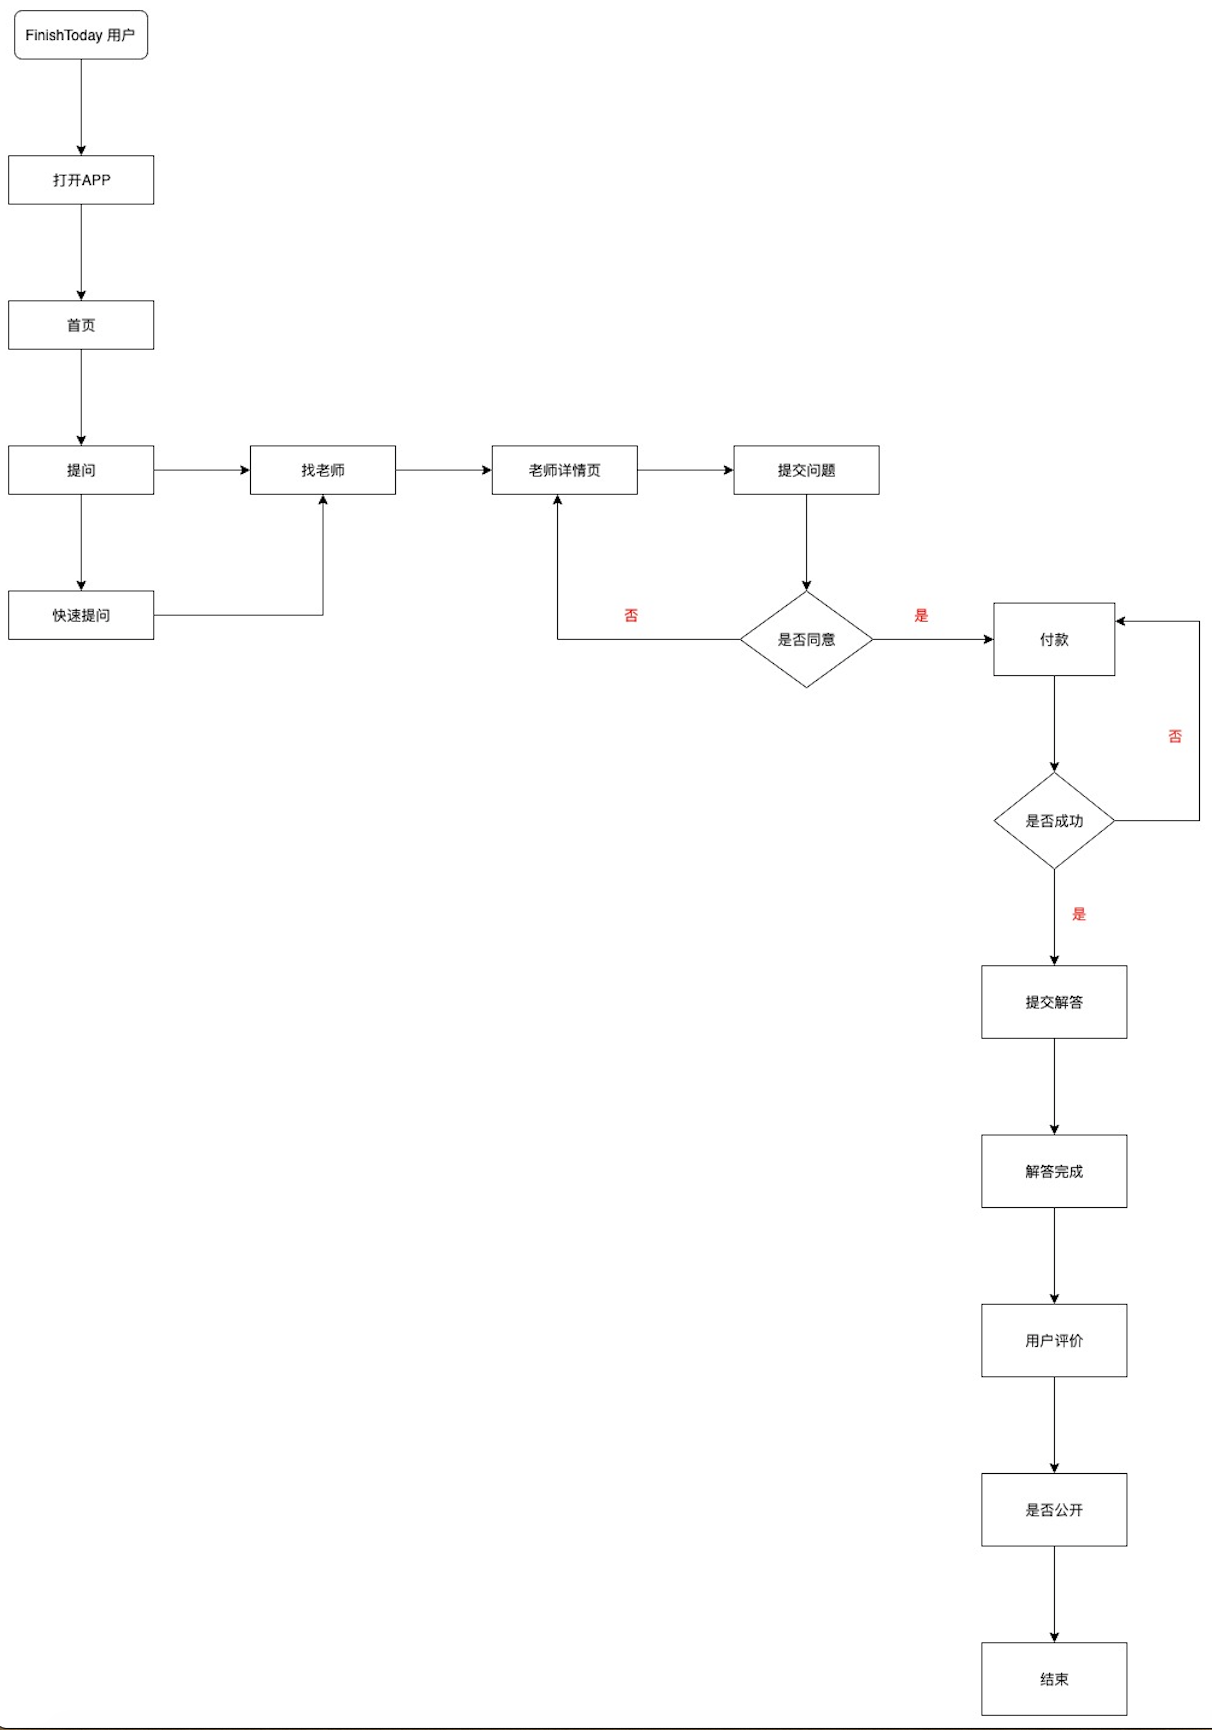 FinishToday 用户
打开APP
首页
提问
找老师
老师详情页
提交问题
快速提问
否
是否同意
是
付款
否
是否成功
是
提交解答
解答完成
用户评价
是否公开
结束